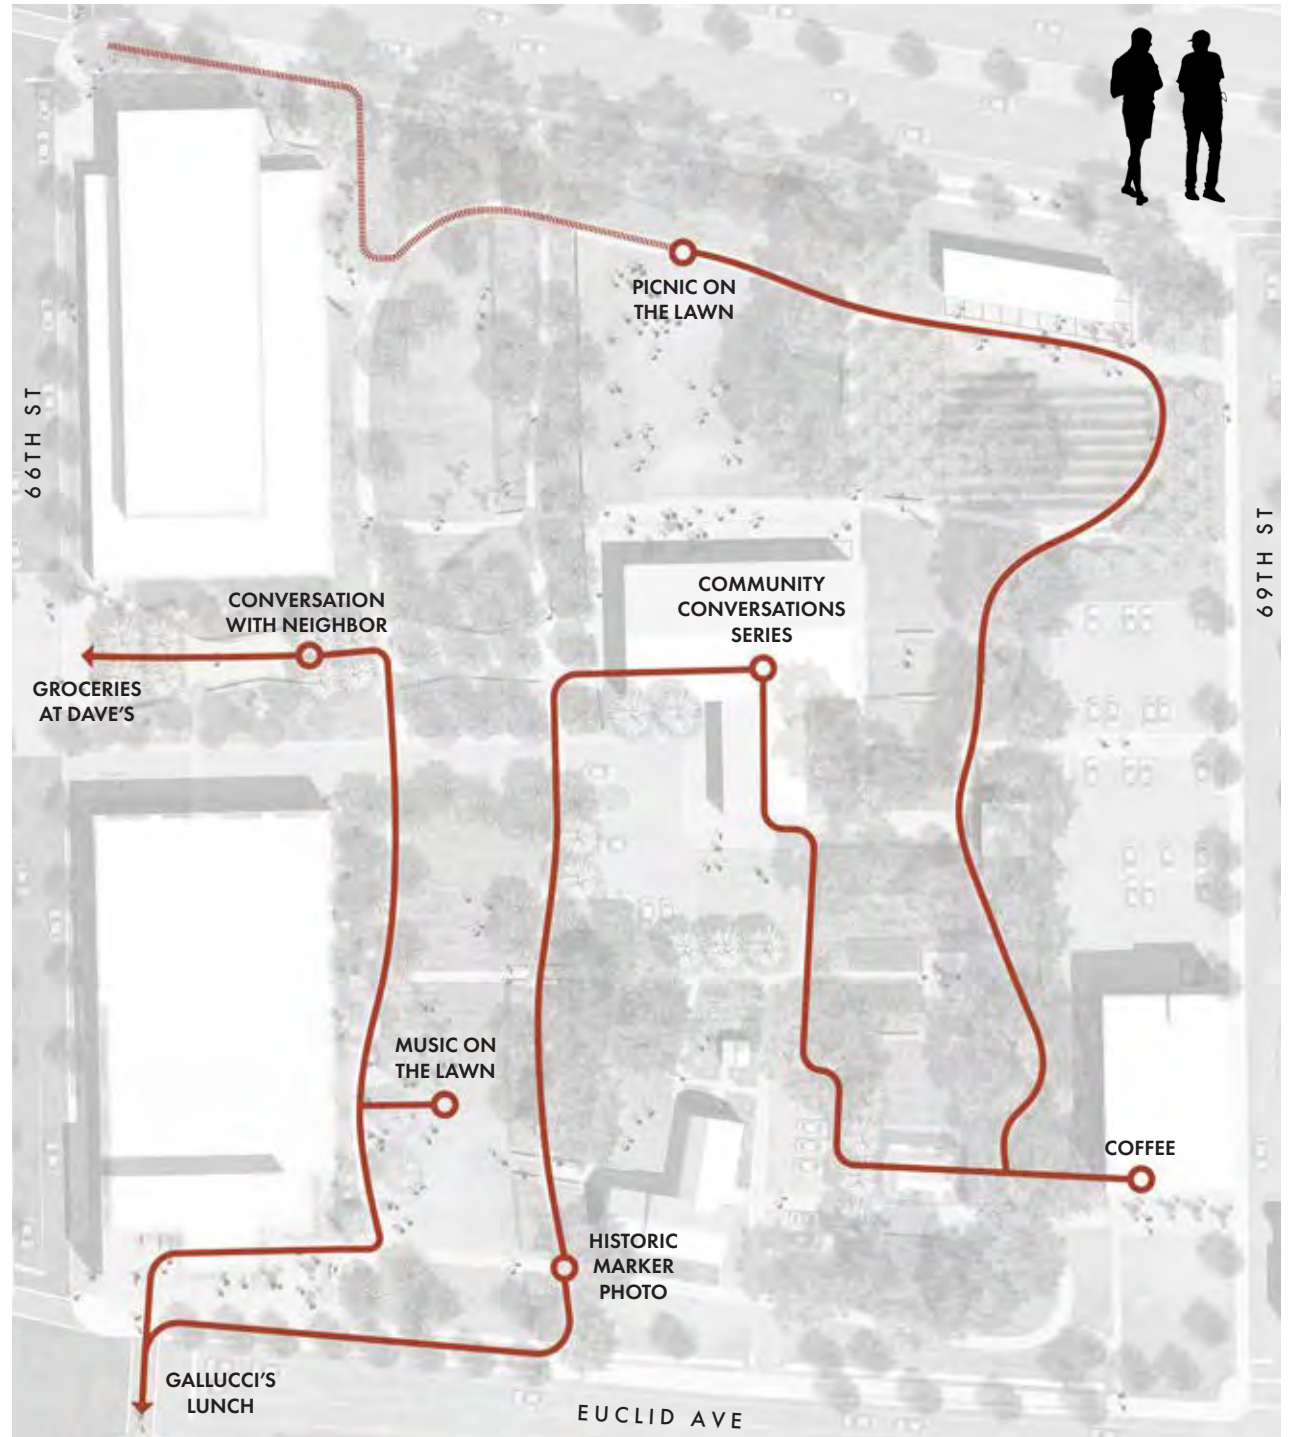 PICNIC ON
THE LAWN
66TH ST
69TH ST
COMMUNITY
CONVERSATIONS
SERIES
CONVERSATION
WITH NEIGHBOR
GROCERIES
AT DAVE'S
MUSIC ON
THE LAWN
COFFEE
HISTORIC
MARKER
PHOTO
GALLUCCI'S
LUNCH
EUCLID AVE